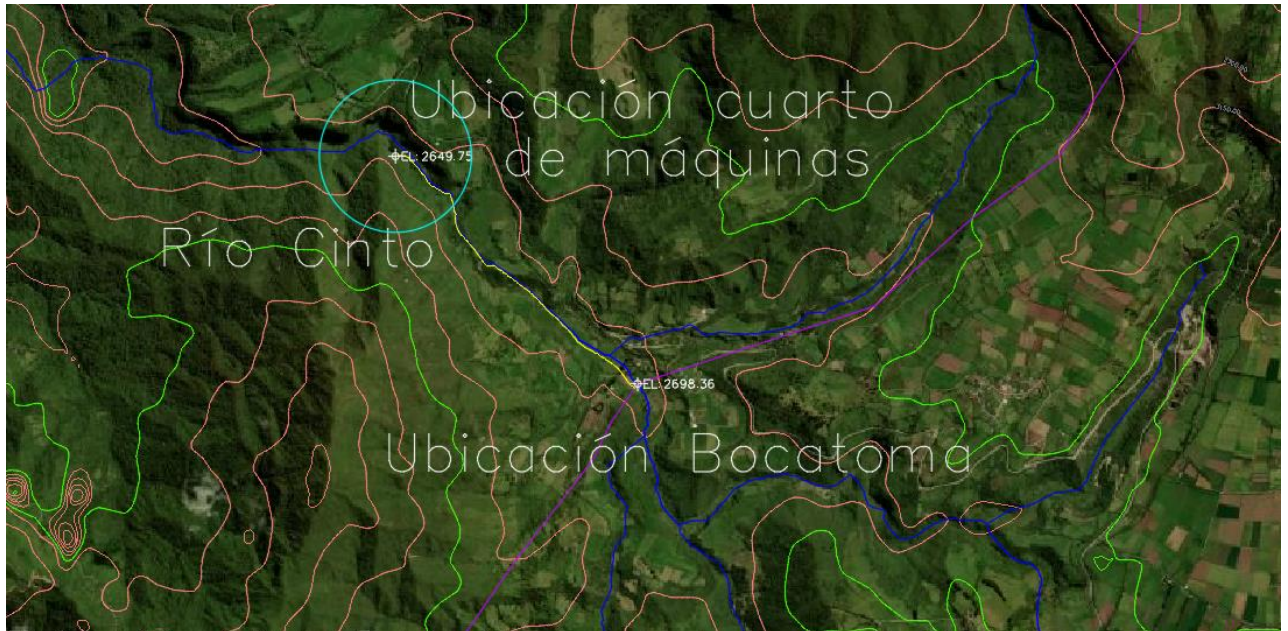 Ubicación cuarto
de máquinas
EL: 2649.75
Río Cinto
EL: 2698.36
Ubicación Bocatoma